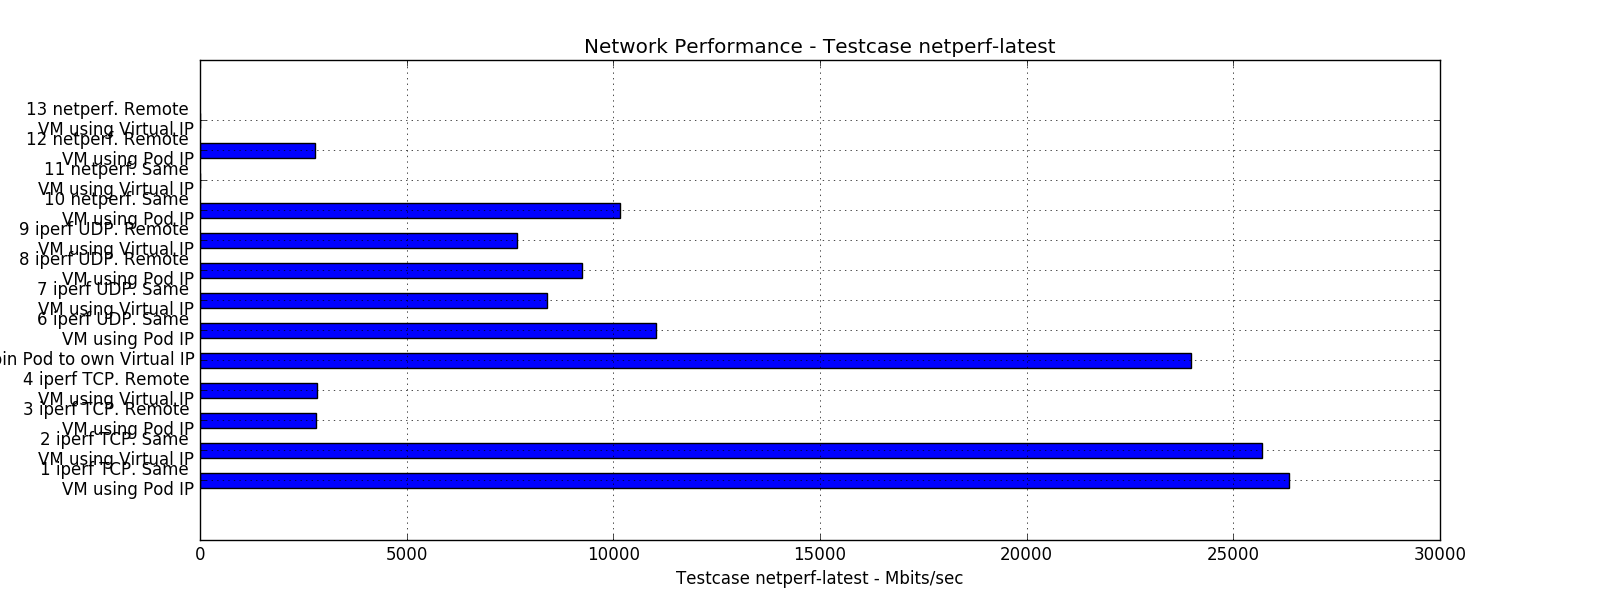 Network Performance - Testcase netperf-latest
13 netperf. Remote
VM using Virtual IP
12 netperf. Remote
VM using Pod IP
11 netperf. Same
VM using Virtual IP
10 netperf. Same
VM using Pod IP
9 iperf UDP. Remote
VM using Virtual IP
8 iperf UDP. Remote
VM using Pod IP
7 iperf UDP. Same
VM using Virtual IP
6 iperf UDP. Same
VM using Pod IP
Pod to own Virtual IP
4 iperf TCP. Remote
VM using Virtual IP
3 iperf TCP. Remote
VM using Pod IP
2 iperf TCP. Same
VM using Virtual IP
1 iperf TCP. Same
VM using Pod IP
0 5000 10000 15000 20000 25000 30000
Testcase netperf-latest - Mbits/sec